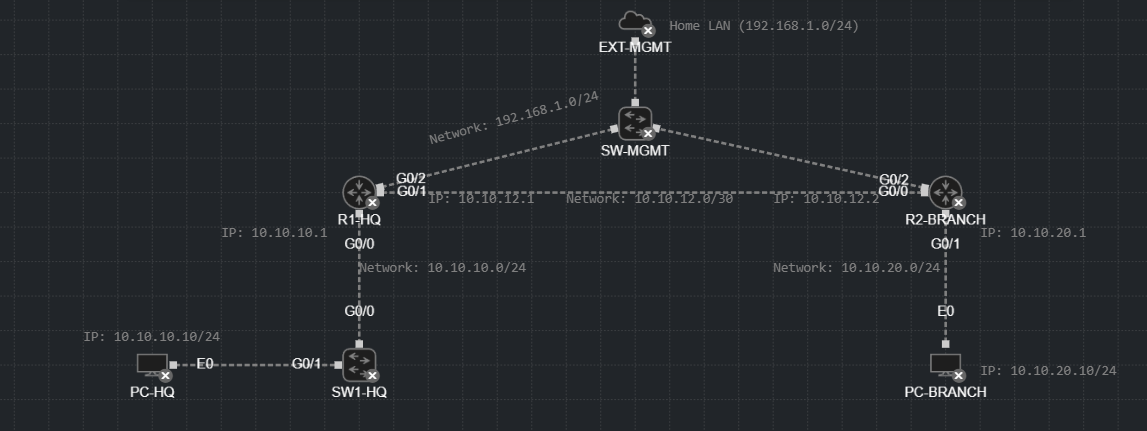 Home LAN (192.168.1.0/24)
EXT-MGMT
Network: 192.168.1.0/24
SW-MGMT
G0/2
G0/2
G0/1
G0/0
IP: 10.10.12.1
Network: 10.10.12.0/30
IP: 10.10.12.2
R1-HQ
R2-BRANCH
IP: 10.10.10.1
IP: 10.10.20.1
G0/0
G0/1
Network: 10.10.10.0/24
Network: 10.10.20.0/24
G0/0
E0
IP: 10.10.10.10/24
E0
G0/1
IP: 10.10.20.10/24
PC-HQ
SW1-HQ
PC-BRANCH